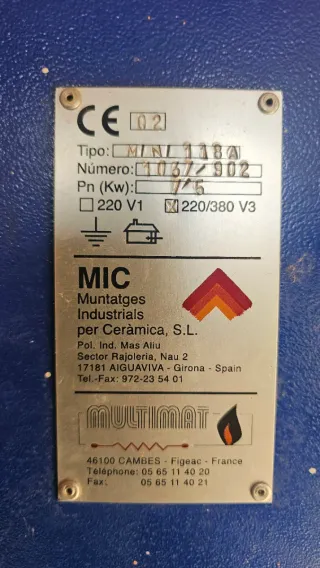 CE 02
Tipo: MINI 118A
Número: 1037/902
Pn (Kw): 7'5
220 V1 220/380 V3
MIC
Muntatges
Industrials
per Ceràmica, S.L.
Pol. Ind. Mas Aliu
Sector Rajoleria, Nau 2
17181 AIGUAVIVA - Girona - Spain
Tel.-Fax: 972-23 54 01
MULTIMAT
46100 CAMBES - Figeac - France
Téléphone: 05 65 11 40 20
Fax: 05 65 11 40 21